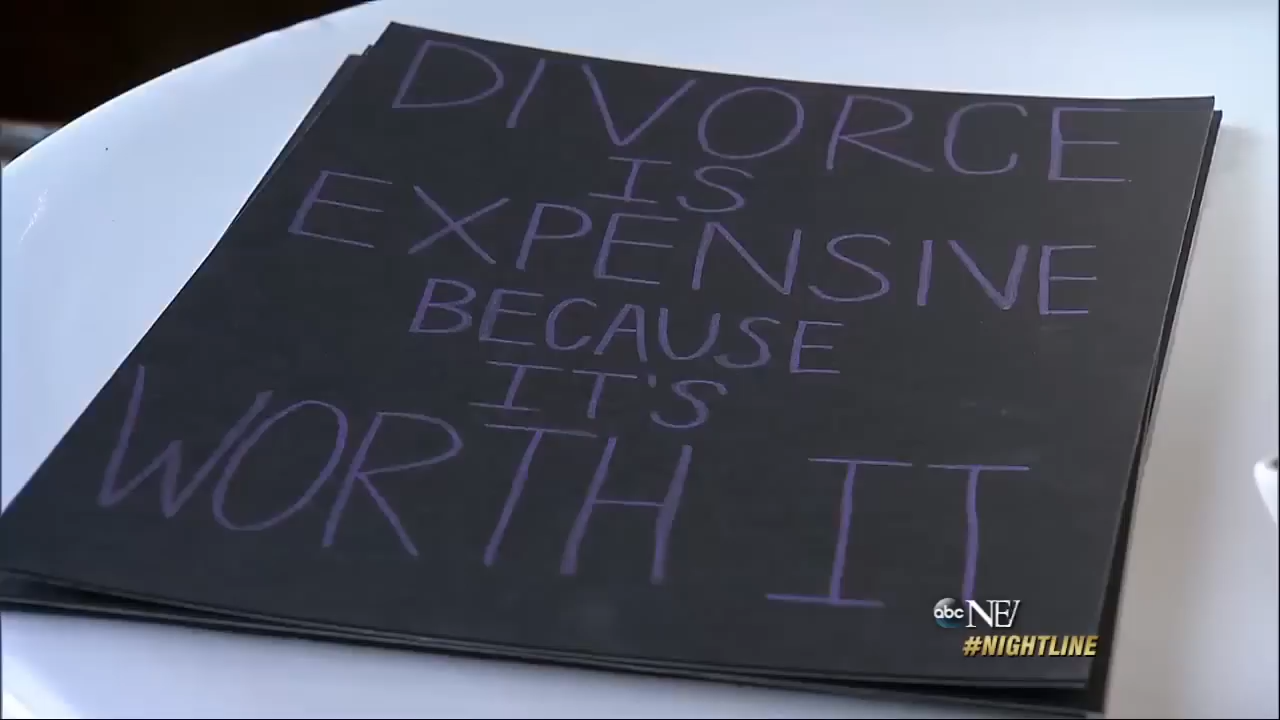 DIVORCE
IS
EXPENSIVE
BECAUSE
IT'S
WORTH IT
abc NE
#NIGHTLINE